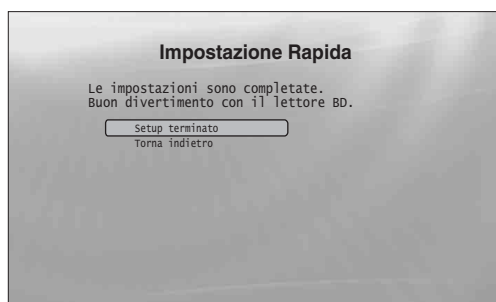 Impostazione Rapida
Le impostazioni sono completate.
Buon divertimento con il lettore BD.
Setup terminato
Torna indietro